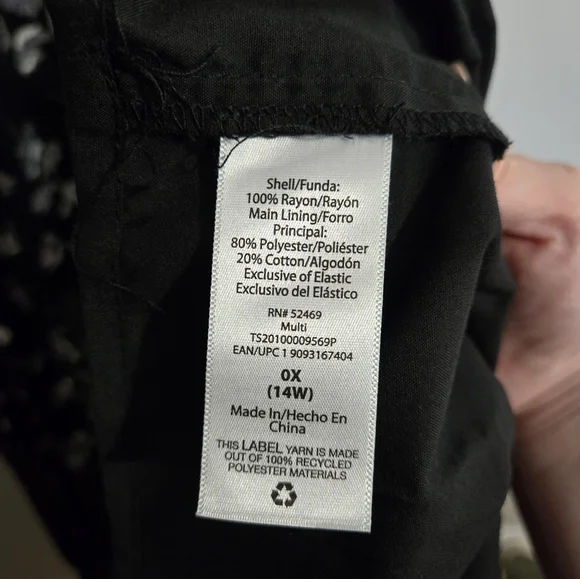 Shell/Funda:
100% Rayon/Rayón
Main Lining/Forro
Principal:
80% Polyester/Poliéster
20% Cotton/Algodón
Exclusive of Elastic
Exclusivo del Elástico
RN# 52469
Multi
TS20100009569P
EAN/UPC 1 9093167404
0X
(14W)
Made In/Hecho En
China
THIS LABEL YARN IS MADE
OUT OF 100% RECYCLED
POLYESTER MATERIALS